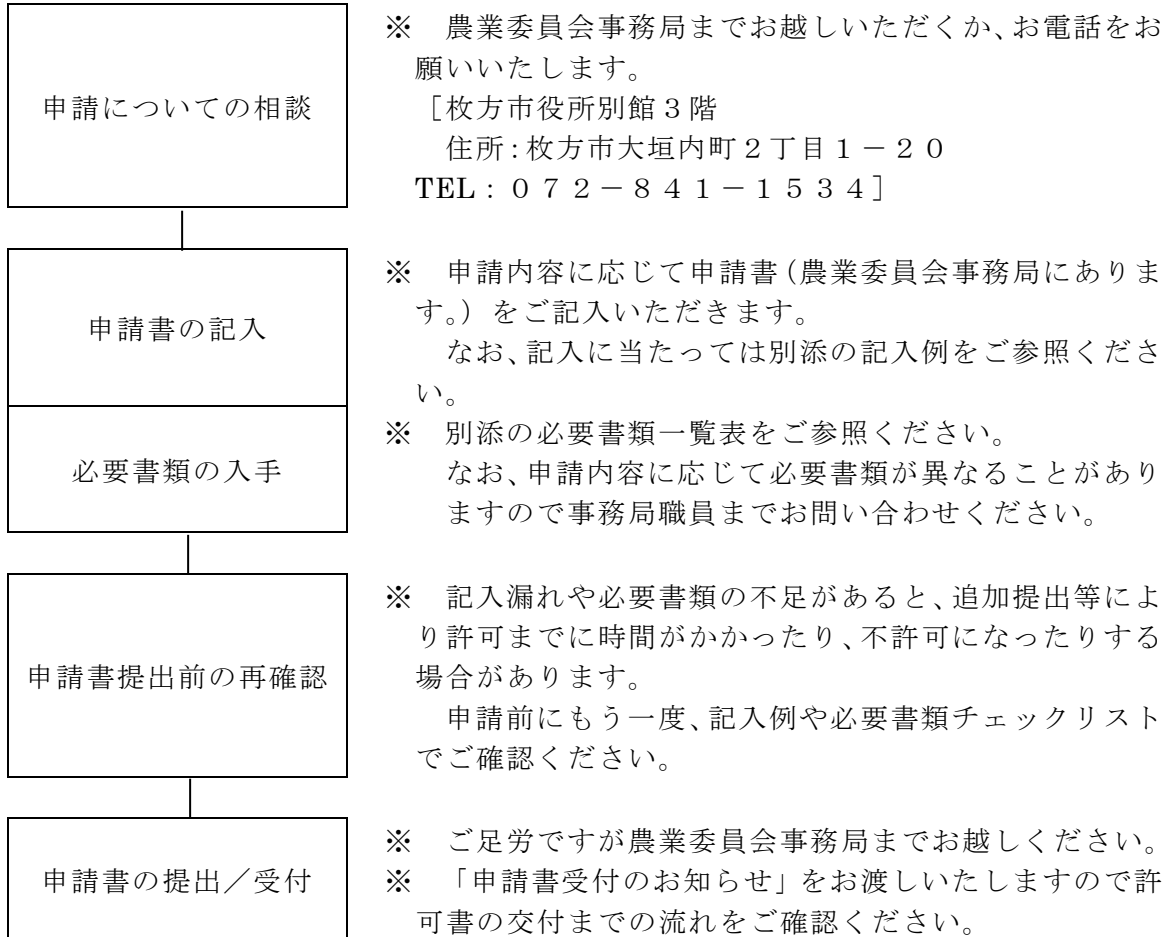 申請についての相談
※　農業委員会事務局までお越しいただくか、お電話をお
願いいたします。
［枚方市役所別館３階
住所：枚方市大垣内町２丁目１－２０
TEL：０７２－８４１－１５３４］
申請書の記入
※　申請内容に応じて申請書（農業委員会事務局にありま
す。）をご記入いただきます。
なお、記入に当たっては別添の記入例をご参照くださ
い。
必要書類の入手
※　別添の必要書類一覧表をご参照ください。
なお、申請内容に応じて必要書類が異なることがあり
ますので事務局職員までお問い合わせください。
申請書提出前の再確認
※　記入漏れや必要書類の不足があると、追加提出等によ
り許可までに時間がかかったり、不許可になったりする
場合があります。
申請前にもう一度、記入例や必要書類チェックリスト
でご確認ください。
申請書の提出／受付
※　ご足労ですが農業委員会事務局までお越しください。
※　「申請書受付のお知らせ」をお渡しいたしますので許
可書の交付までの流れをご確認ください。